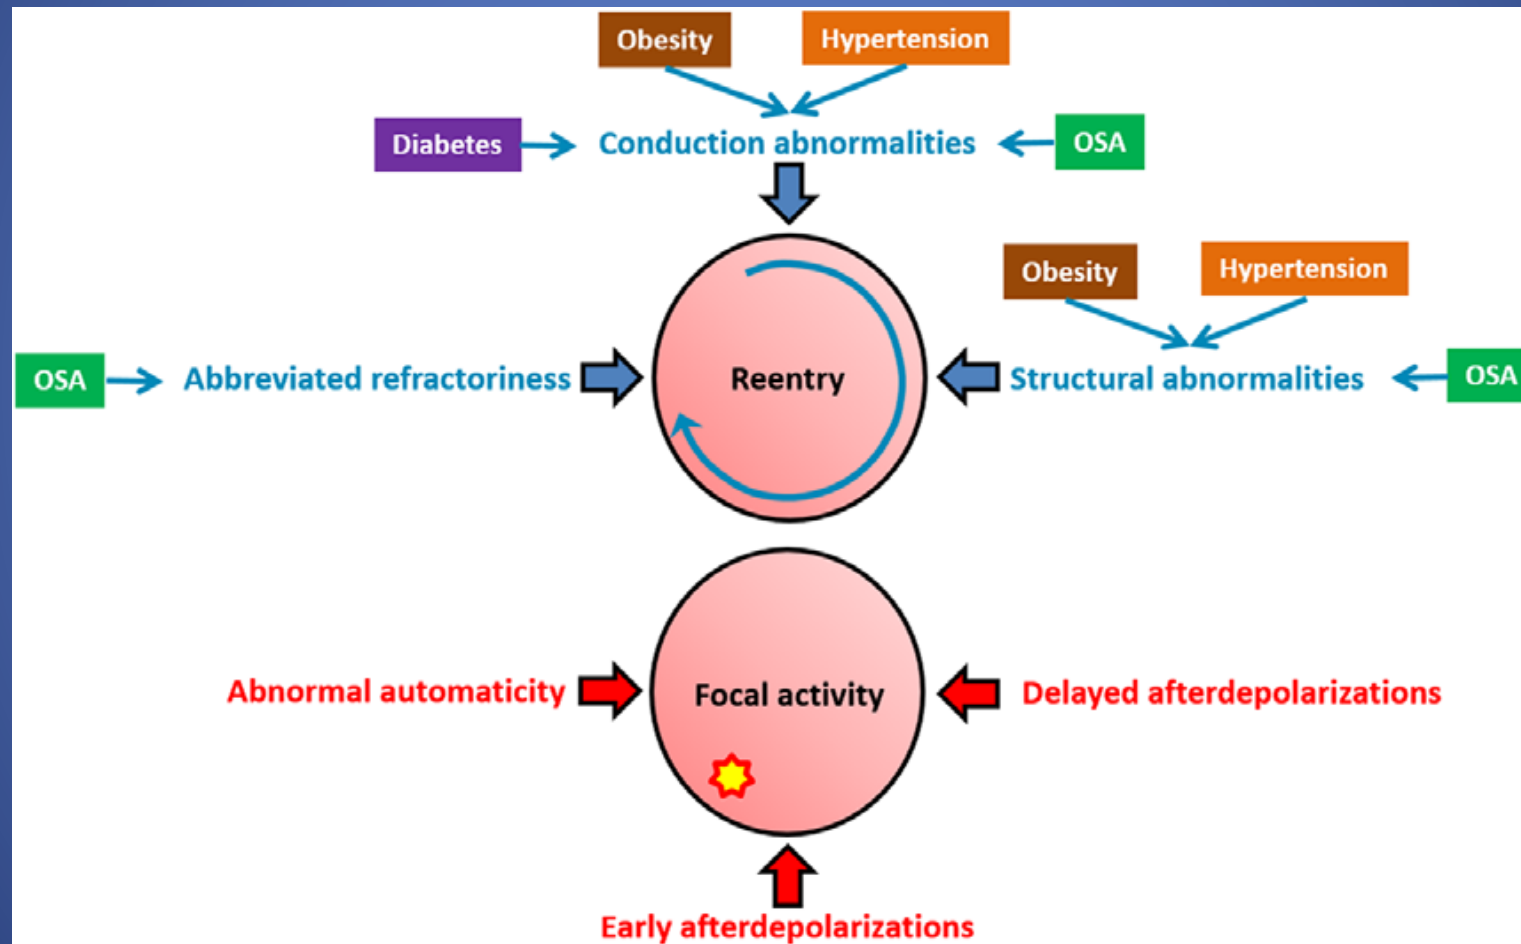 Obesity
Hypertension
Diabetes
Conduction abnormalities
OSA
Obesity
Hypertension
OSA
Abbreviated refractoriness
Reentry
Structural abnormalities
OSA
Abnormal automaticity
Focal activity
Delayed afterdepolarizations
Early afterdepolarizations